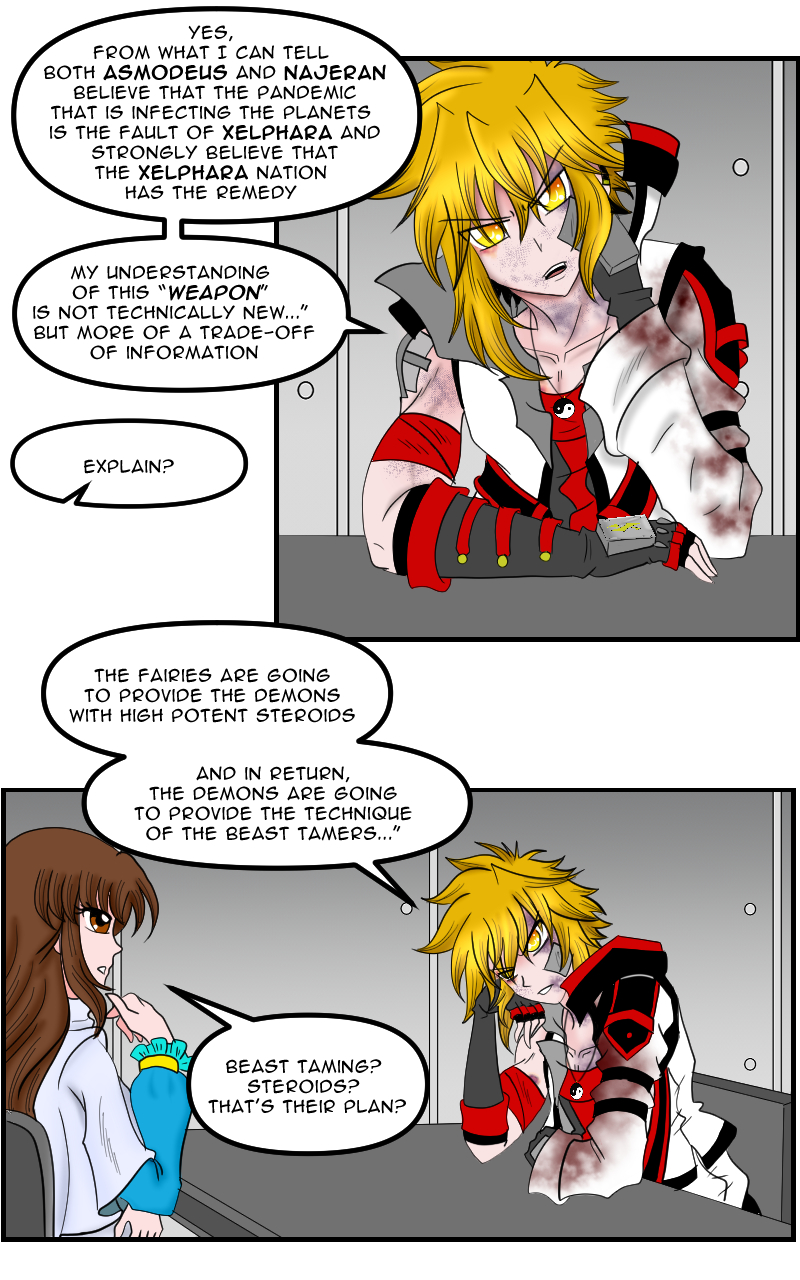 YES,
FROM WHAT I CAN TELL
BOTH ASMODEUS AND NAJERAN
BELIEVE THAT THE PANDEMIC
THAT IS INFECTING THE PLANETS
IS THE FAULT OF XELPHARA AND
STRONGLY BELIEVE THAT
THE XELPHARA NATION
HAS THE REMEDY
MY UNDERSTANDING
OF THIS "WEAPON"
IS NOT TECHNICALLY NEW..."
BUT MORE OF A TRADE-OFF
OF INFORMATION
EXPLAIN?
THE FAIRIES ARE GOING
TO PROVIDE THE DEMONS
WITH HIGH POTENT STEROIDS
AND IN RETURN,
THE DEMONS ARE GOING
TO PROVIDE THE TECHNIQUE
OF THE BEAST TAMERS..."
BEAST TAMING?
STEROIDS?
THAT'S THEIR PLAN?